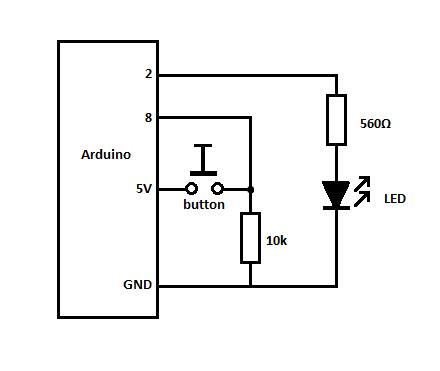 2
560Ω
8
Arduino
5V
button
LED
10k
GND